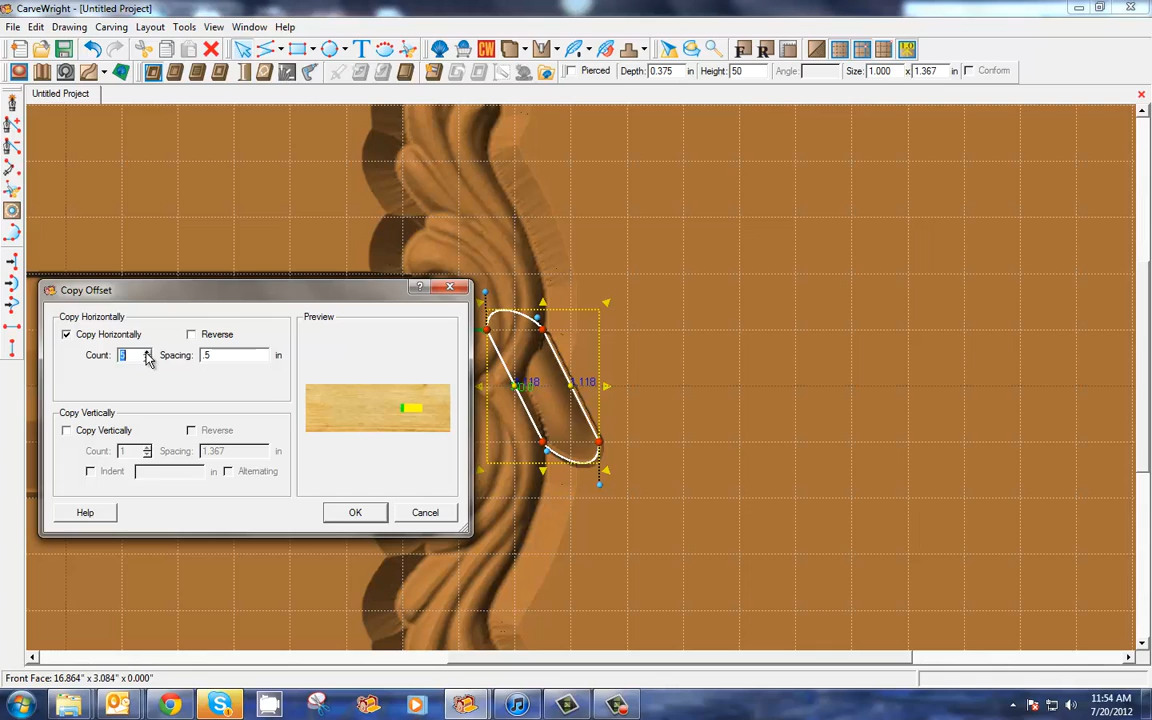 CarveWright - [Untitled Project]
File Edit Drawing Carving Layout Tools View Window Help
CW F R
Pierced Depth: 0.375 in Height: 50 Angle: Size: 1.000 x 1.367 in Conform
Untitled Project
Copy Offset
Copy Horizontally
Copy Horizontally Reverse
Count: 5 Spacing: .5 in
Preview
Copy Vertically
Copy Vertically Reverse
Count: 1 Spacing: 1.367 in
Indent in Alternating
Help OK Cancel
Front Face: 16.864" x 3.084" x 0.000"
11:54 AM
7/20/2012